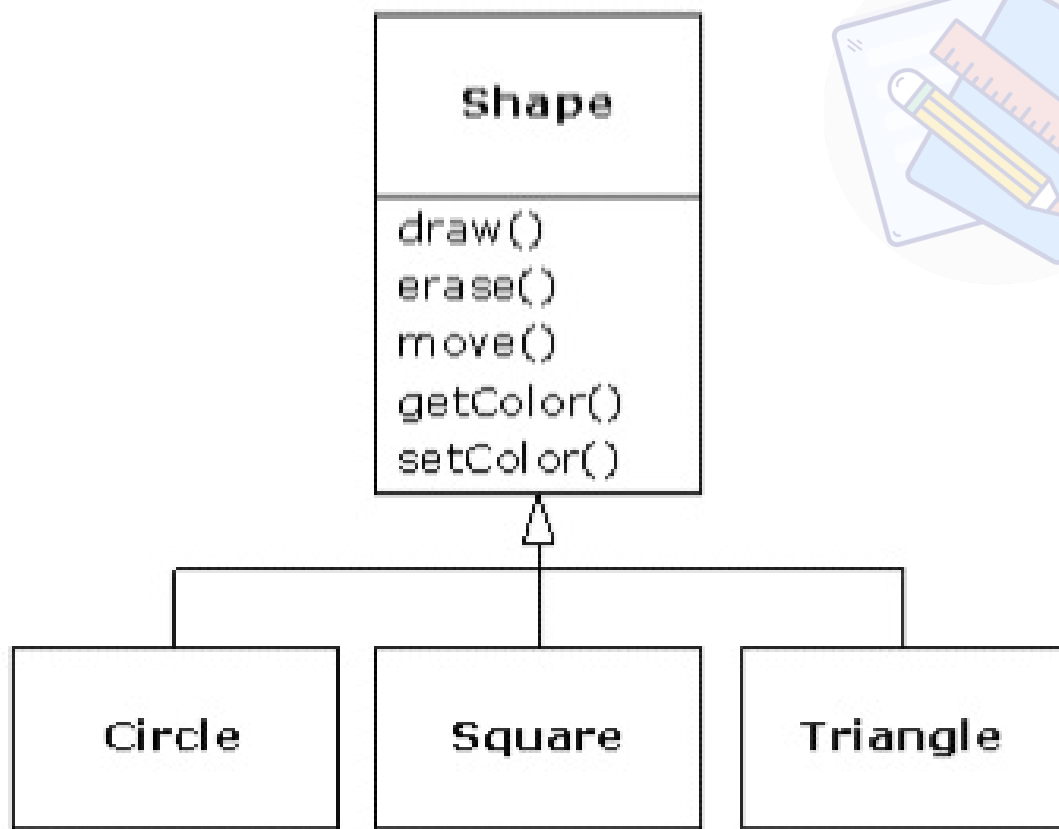 Shape
draw()
erase()
move()
getColor()
setColor()
Circle
Square
Triangle